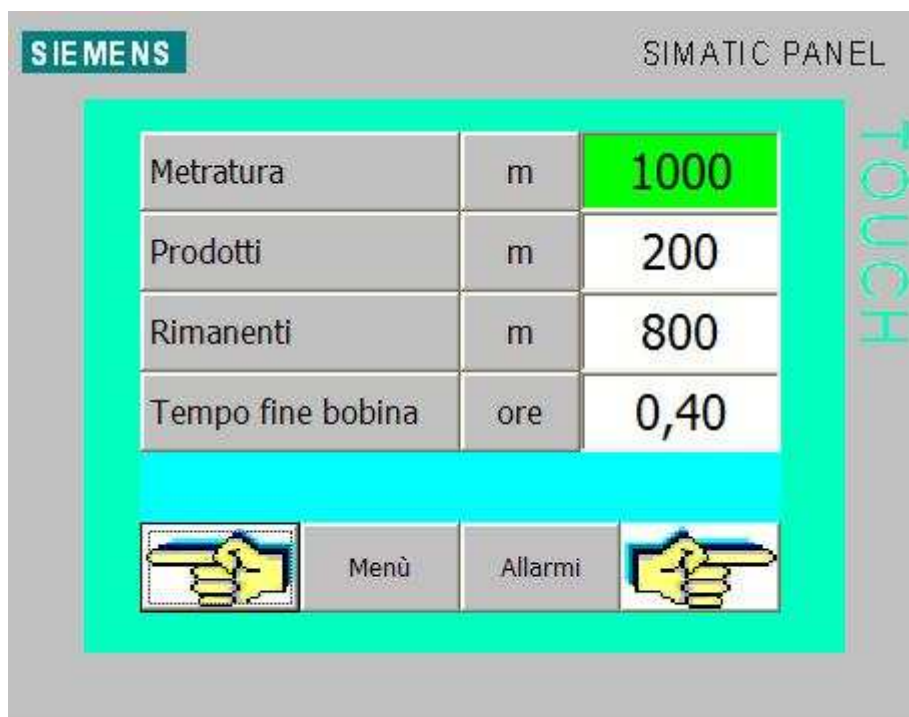 SIEMENS SIMATIC PANEL
TOUCH
Metratura m 1000
Prodotti m 200
Rimanenti m 800
Tempo fine bobina ore 0,40
Menù Allarmi